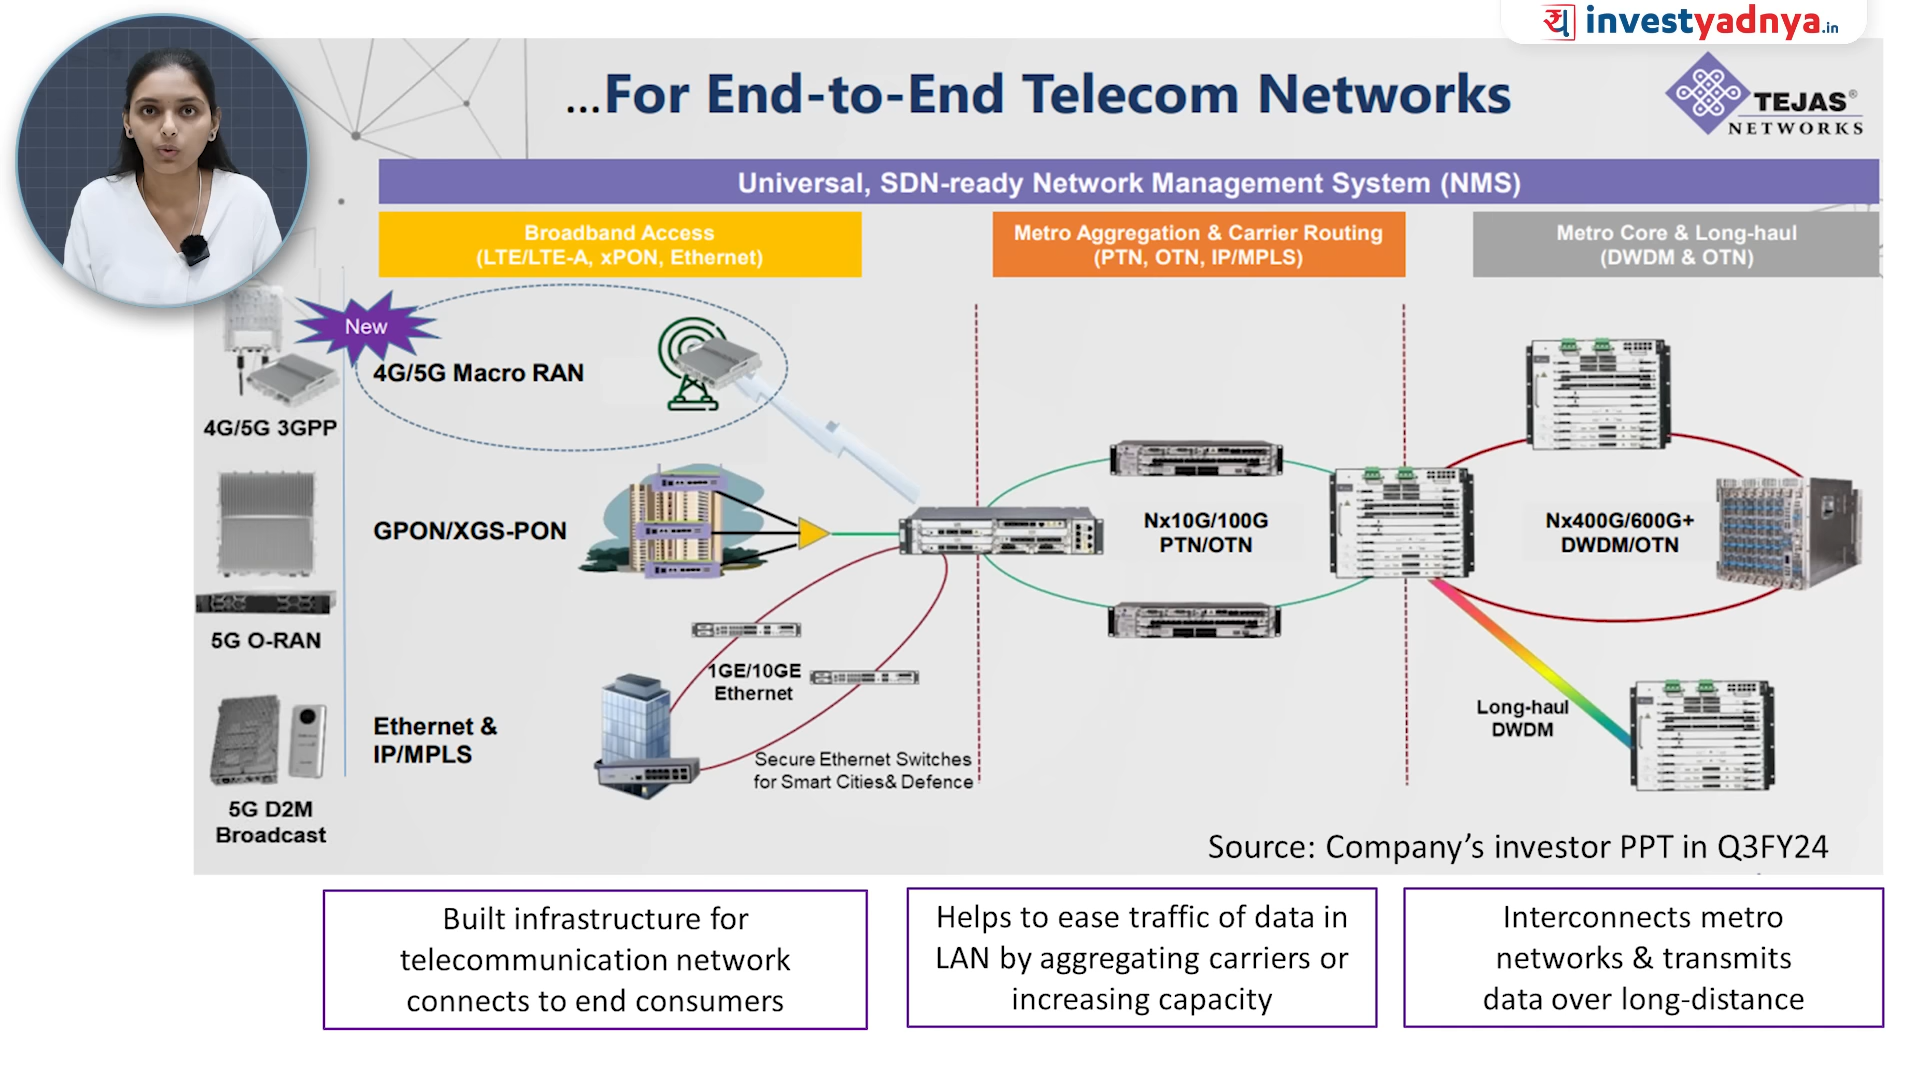 investyadnya.in
...For End-to-End Telecom Networks
TEJAS®
NETWORKS
Universal, SDN-ready Network Management System (NMS)
Broadband Access
(LTE/LTE-A, xPON, Ethernet)
Metro Aggregation & Carrier Routing
(PTN, OTN, IP/MPLS)
Metro Core & Long-haul
(DWDM & OTN)
New
4G/5G Macro RAN
4G/5G 3GPP
GPON/XGS-PON
Nx10G/100G
PTN/OTN
Nx400G/600G+
DWDM/OTN
5G O-RAN
1GE/10GE
Ethernet
Ethernet &
IP/MPLS
Long-haul
DWDM
Secure Ethernet Switches
for Smart Cities& Defence
5G D2M
Broadcast
Source: Company’s investor PPT in Q3FY24
Built infrastructure for
telecommunication network
connects to end consumers
Helps to ease traffic of data in
LAN by aggregating carriers or
increasing capacity
Interconnects metro
networks & transmits
data over long-distance